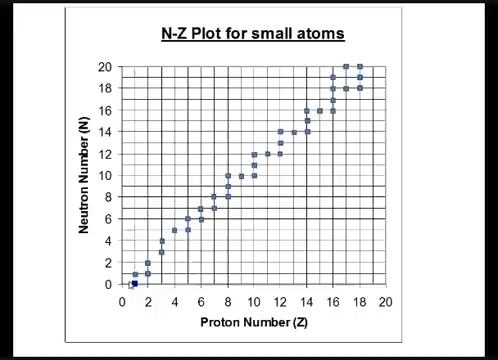 N-Z Plot for small atoms
20
18
16
14
12
10
8
6
4
2
0
Neutron Number (N)
0 2 4 6 8 10 12 14 16 18 20
Proton Number (Z)